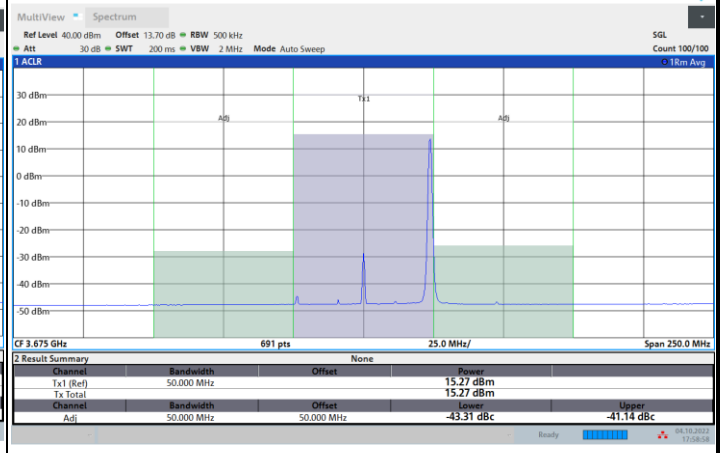 MultiView Spectrum
Ref Level 40.00 dBm Offset 13.70 dB RBW 500 kHz SGL
Att 30 dB SWT 200 ms VBW 2 MHz Mode Auto Sweep Count 100/100
1 ACLR 1Rm Avg
30 dBm
Tx1
20 dBm
Adj Adj
10 dBm
0 dBm
-10 dBm
-20 dBm
-30 dBm
-40 dBm
-50 dBm
CF 3.675 GHz 691 pts 25.0 MHz/ Span 250.0 MHz
2 Result Summary None
Channel Bandwidth Offset Power
Tx1 (Ref) 50.000 MHz 15.27 dBm
Tx Total 15.27 dBm
Channel Bandwidth Offset Lower Upper
Adj 50.000 MHz 50.000 MHz -43.31 dBc -41.14 dBc
Ready 04.10.2022
17:58:58